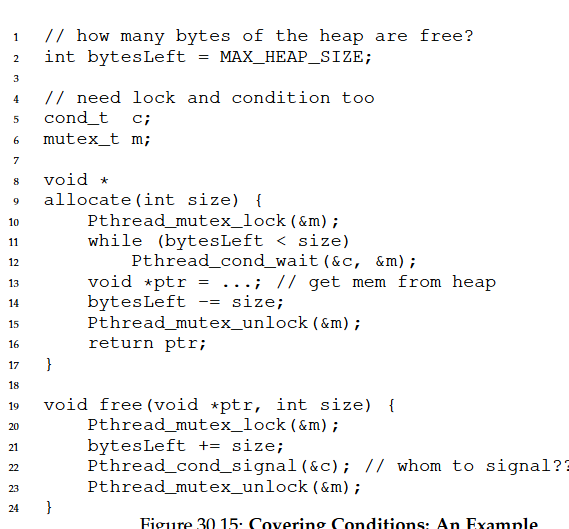 1 // how many bytes of the heap are free?
2 int bytesLeft = MAX_HEAP_SIZE;
3
4 // need lock and condition too
5 cond_t  c;
6 mutex_t m;
7
8 void *
9 allocate(int size) {
10     Pthread_mutex_lock(&m);
11     while (bytesLeft < size)
12         Pthread_cond_wait(&c, &m);
13     void *ptr = ...; // get mem from heap
14     bytesLeft -= size;
15     Pthread_mutex_unlock(&m);
16     return ptr;
17 }
18
19 void free(void *ptr, int size) {
20     Pthread_mutex_lock(&m);
21     bytesLeft += size;
22     Pthread_cond_signal(&c); // whom to signal??
23     Pthread_mutex_unlock(&m);
24 }
Figure 30.15: Covering Conditions: An Example